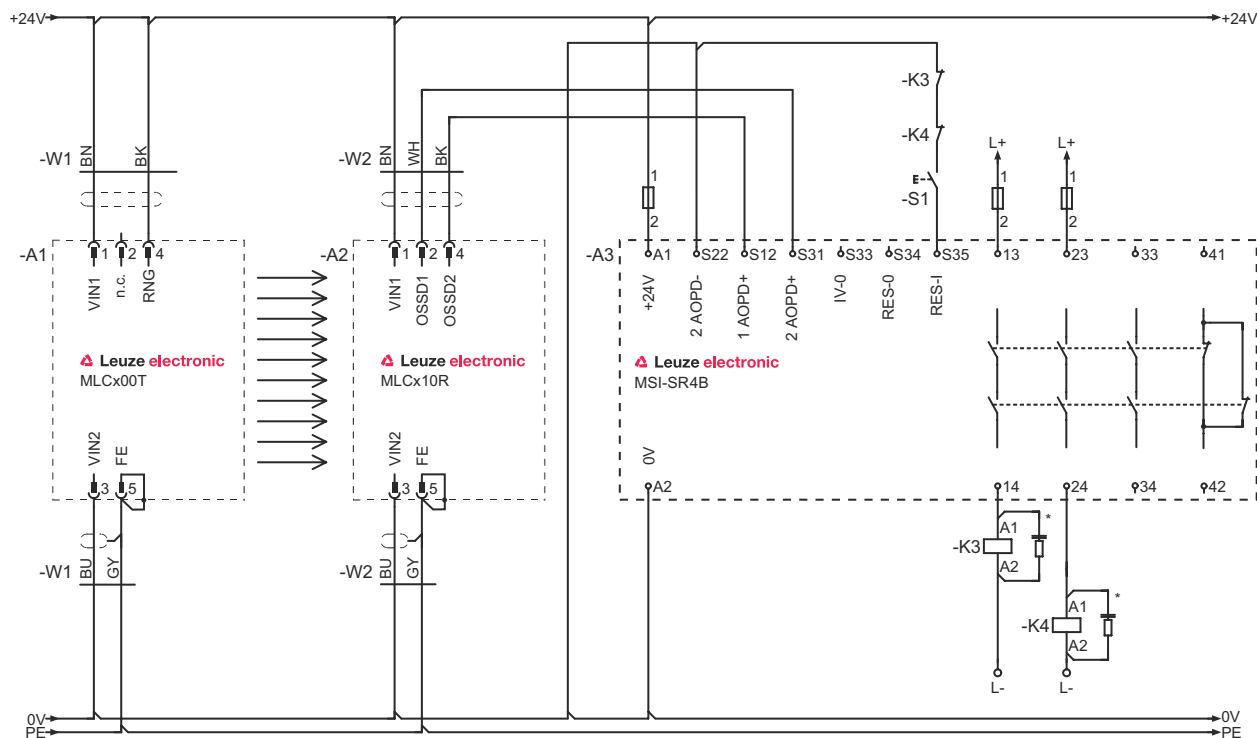 +24V +24V
-K3
-K4
-S1
-W1 BN BK
-W2 BN WH BK
L+ L+
1 1 1
2 2 2
-A1 1 2 4
VIN1 n.c. RNG
-A2 1 2 4
VIN1 OSSD1 OSSD2
-A3 A1 S22 S12 S31 S33 S34 S35 13 23 33 41
+24V 2 AOPD- 1 AOPD+ 2 AOPD+ IV-0 RES-0 RES-I
Leuze electronic
MLCx00T
Leuze electronic
MLCx10R
Leuze electronic
MSI-SR4B
VIN2 FE
3 5
VIN2 FE
3 5
0V
A2 14 24 34 42
-W1 BU GY
-W2 BU GY
-K3 A1 A2 *
-K4 A1 A2 *
L- L-
0V 0V
PE PE